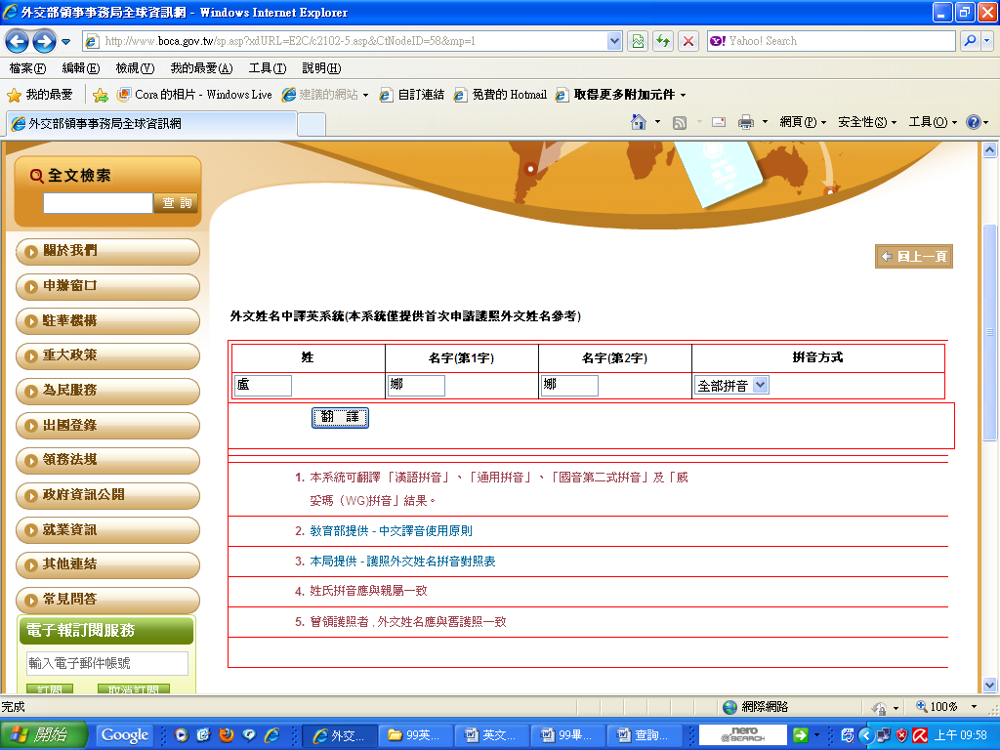 外交部領事事務局全球資訊網 - Windows Internet Explorer
http://www.boca.gov.tw/sp.asp?xdURL=E2C/c2102-5.asp&CtNodeID=58&mp=1
Yahoo! Search
檔案(F) 編輯(E) 檢視(V) 我的最愛(A) 工具(T) 說明(H)
我的最愛 Cora 的相片 - Windows Live 建議的網站 自訂連結 免費的 Hotmail 取得更多附加元件
外交部領事事務局全球資訊網
網頁(P) 安全性(S) 工具(O)
全文檢索
查 詢
關於我們
申辦窗口
駐華機構
重大政策
為民服務
出國登錄
領務法規
政府資訊公開
就業資訊
其他連結
常見問答
電子報訂閱服務
輸入電子郵件帳號
訂閱 取消訂閱
回上一頁
外文姓名中譯英系統(本系統僅提供首次申請護照外文姓名參考)
姓 名字(第1字) 名字(第2字) 拼音方式
盧 娜 娜 全部拼音
翻 譯
1. 本系統可翻譯 「漢語拼音」、「通用拼音」、「國音第二式拼音」及「威
妥瑪（WG)拼音」結果。
2. 教育部提供 - 中文譯音使用原則
3. 本局提供 - 護照外文姓名拼音對照表
4. 姓氏拼音應與親屬一致
5. 曾領護照者 , 外文姓名應與舊護照一致
完成
網際網路
100%
開始
Google
外交...
99英...
英文...
99畢...
查詢...
nero
SEARCH
上午 09:58